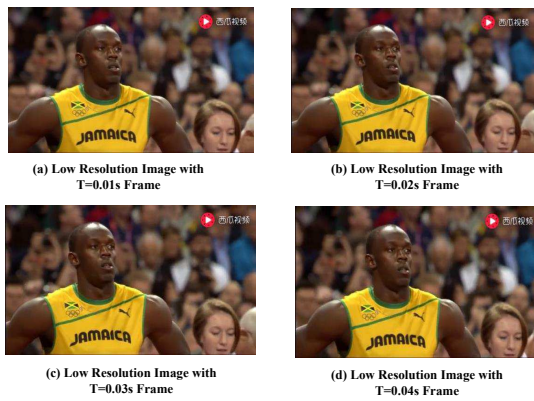 西瓜视频
西瓜视频
JAMAICA
JAMAICA
(a) Low Resolution Image with
T=0.01s Frame
(b) Low Resolution Image with
T=0.02s Frame
西瓜视频
西瓜视频
JAMAICA
JAMAICA
(c) Low Resolution Image with
T=0.03s Frame
(d) Low Resolution Image with
T=0.04s Frame